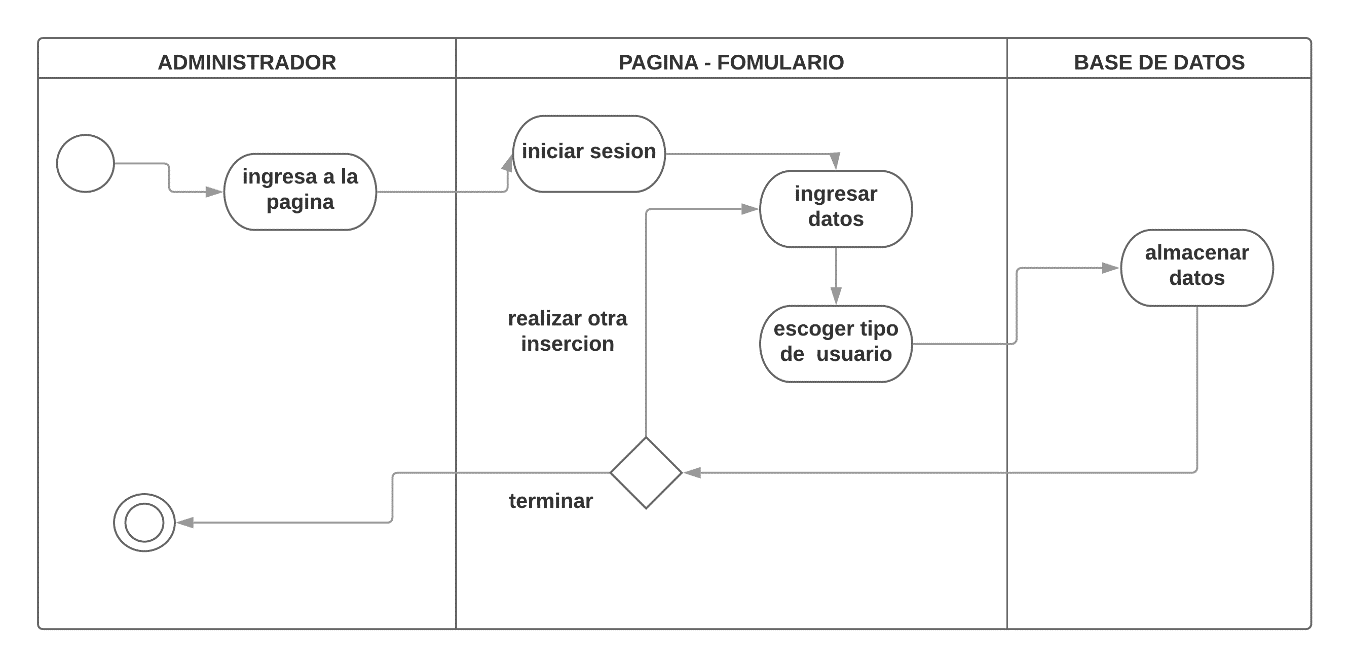 ADMINISTRADOR
PAGINA - FOMULARIO
BASE DE DATOS
ingresa a la
pagina
iniciar sesion
ingresar
datos
escoger tipo
de  usuario
almacenar
datos
realizar otra
insercion
terminar